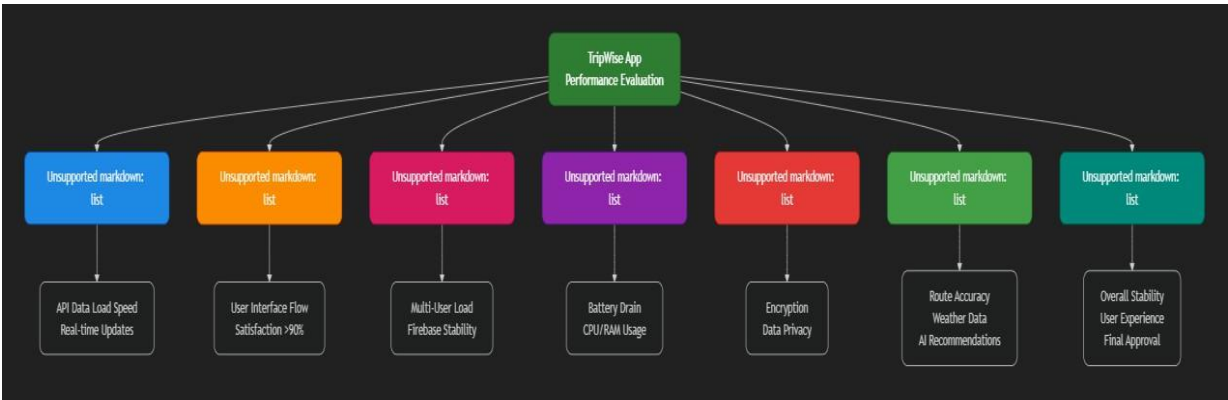 TripWise App
Performance Evaluation
Unsupported markdown:
list
Unsupported markdown:
list
Unsupported markdown:
list
Unsupported markdown:
list
Unsupported markdown:
list
Unsupported markdown:
list
Unsupported markdown:
list
API Data Load Speed
Real-time Updates
User Interface Flow
Satisfaction >90%
Multi-User Load
Firebase Stability
Battery Drain
CPU/RAM Usage
Encryption
Data Privacy
Route Accuracy
Weather Data
AI Recommendations
Overall Stability
User Experience
Final Approval